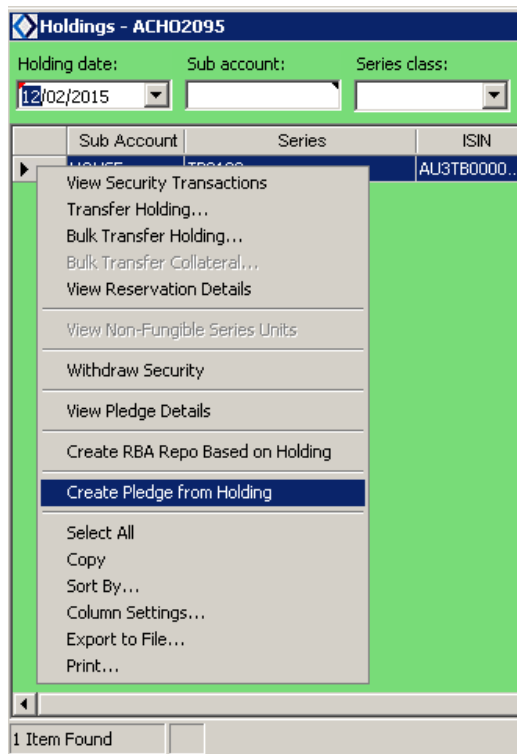 Holdings - ACHO2095
Holding date: Sub account: Series class:
12/02/2015
Sub Account Series ISIN
AU3TB0000..
View Security Transactions
Transfer Holding...
Bulk Transfer Holding...
Bulk Transfer Collateral...
View Reservation Details
View Non-Fungible Series Units
Withdraw Security
View Pledge Details
Create RBA Repo Based on Holding
Create Pledge from Holding
Select All
Copy
Sort By...
Column Settings...
Export to File...
Print...
1 Item Found